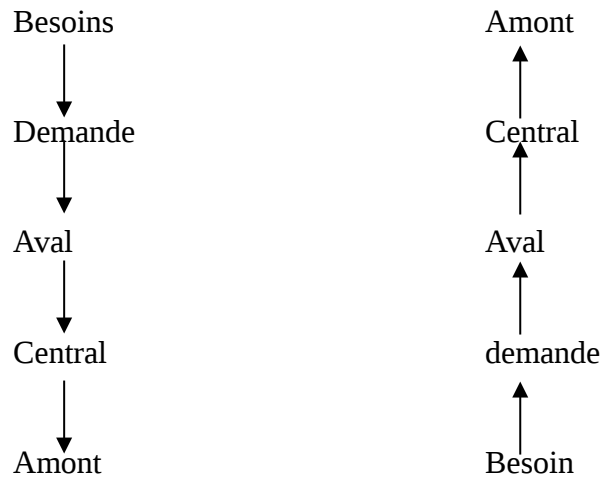 Besoins
Demande
Aval
Central
Amont
Amont
Central
Aval
demande
Besoin